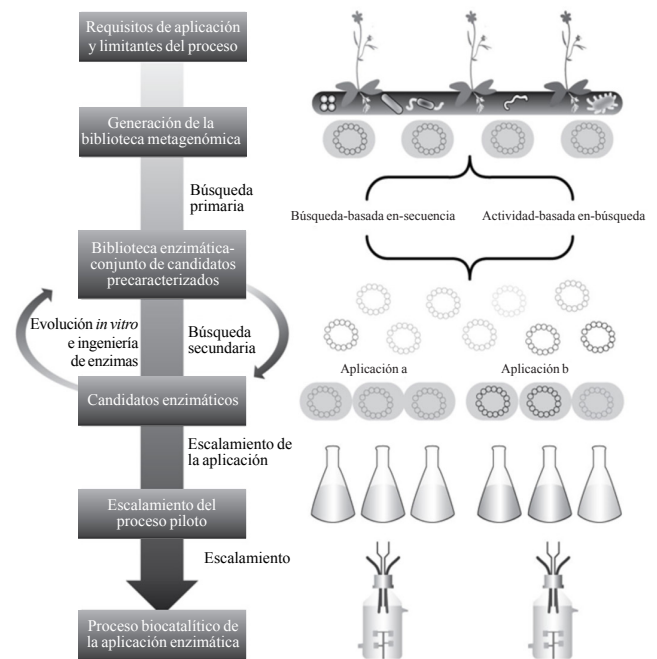 Requisitos de aplicación
y limitantes del proceso
Generación de la
biblioteca metagenómica
Búsqueda
primaria
Búsqueda-basada en-secuencia
Actividad-basada en-búsqueda
Biblioteca enzimática-
conjunto de candidatos
precaracterizados
Evolución in vitro
e ingeniería
de enzimas
Búsqueda
secundaria
Aplicación a
Aplicación b
Candidatos enzimáticos
Escalamiento de
la aplicación
Escalamiento del
proceso piloto
Escalamiento
Proceso biocatalítico de
la aplicación enzimática